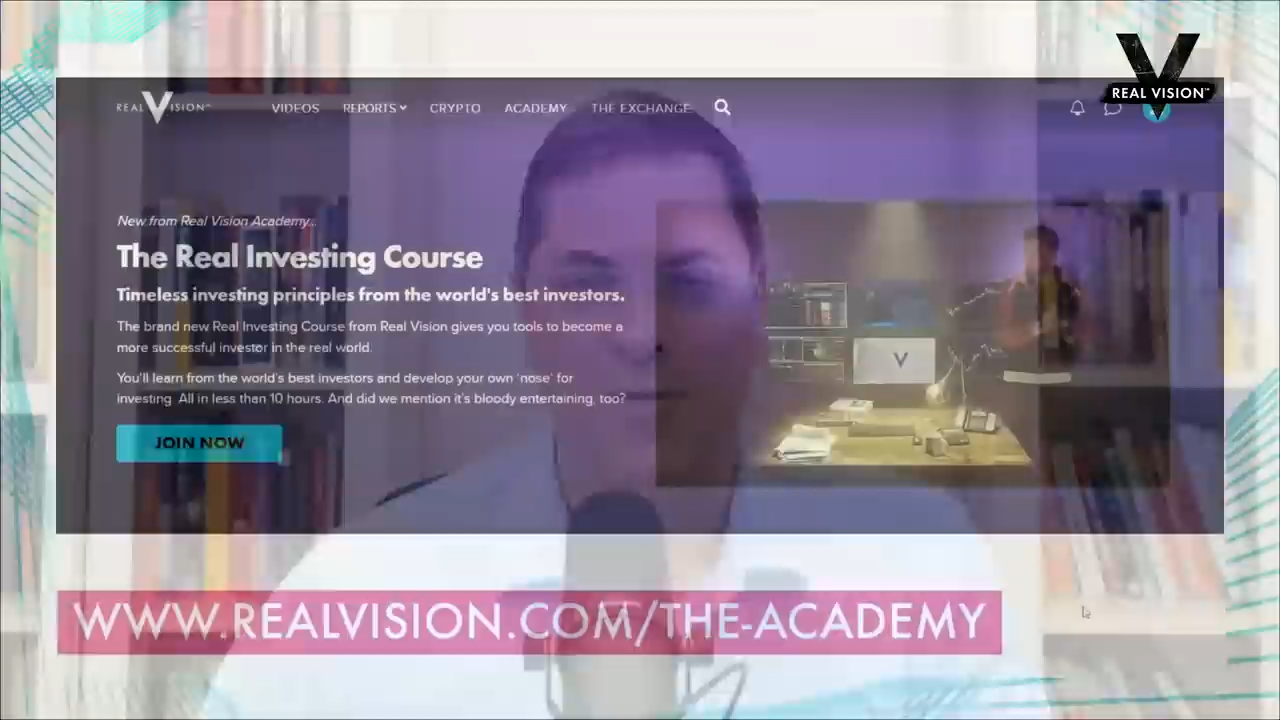 REAL VISION™
REAL VISION™ VIDEOS REPORTS CRYPTO ACADEMY THE EXCHANGE
New from Real Vision Academy...
The Real Investing Course
Timeless investing principles from the world's best investors.
The brand new Real Investing Course from Real Vision gives you tools to become a
more successful investor in the real world.
You'll learn from the world's best investors and develop your own 'nose' for
investing. All in less than 10 hours. And did we mention it's bloody entertaining, too?
JOIN NOW
V
WWW.REALVISION.COM/THE-ACADEMY